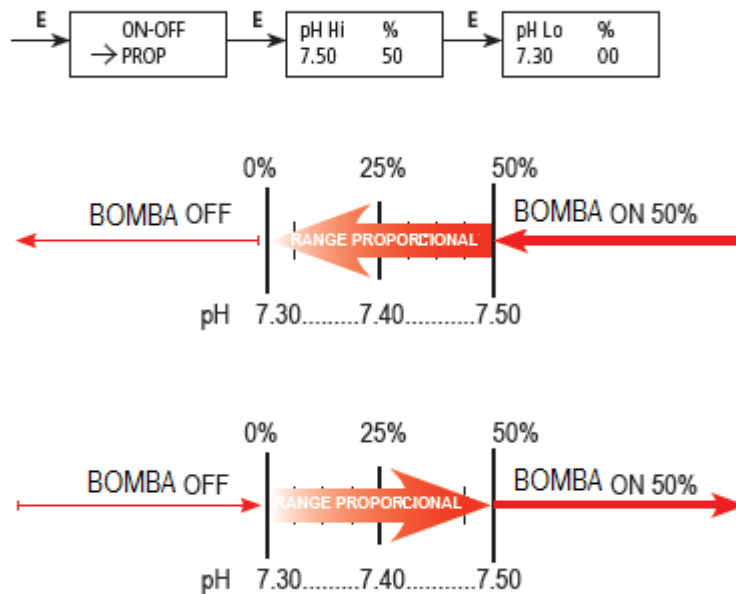 E
ON-OFF
→ PROP
E
pH Hi %
7.50 50
E
pH Lo %
7.30 00
0% 25% 50%
BOMBA OFF
RANGE PROPORCIONAL
BOMBA ON 50%
pH 7.30.........7.40...........7.50
0% 25% 50%
BOMBA OFF
RANGE PROPORCIONAL
BOMBA ON 50%
pH 7.30.........7.40...........7.50